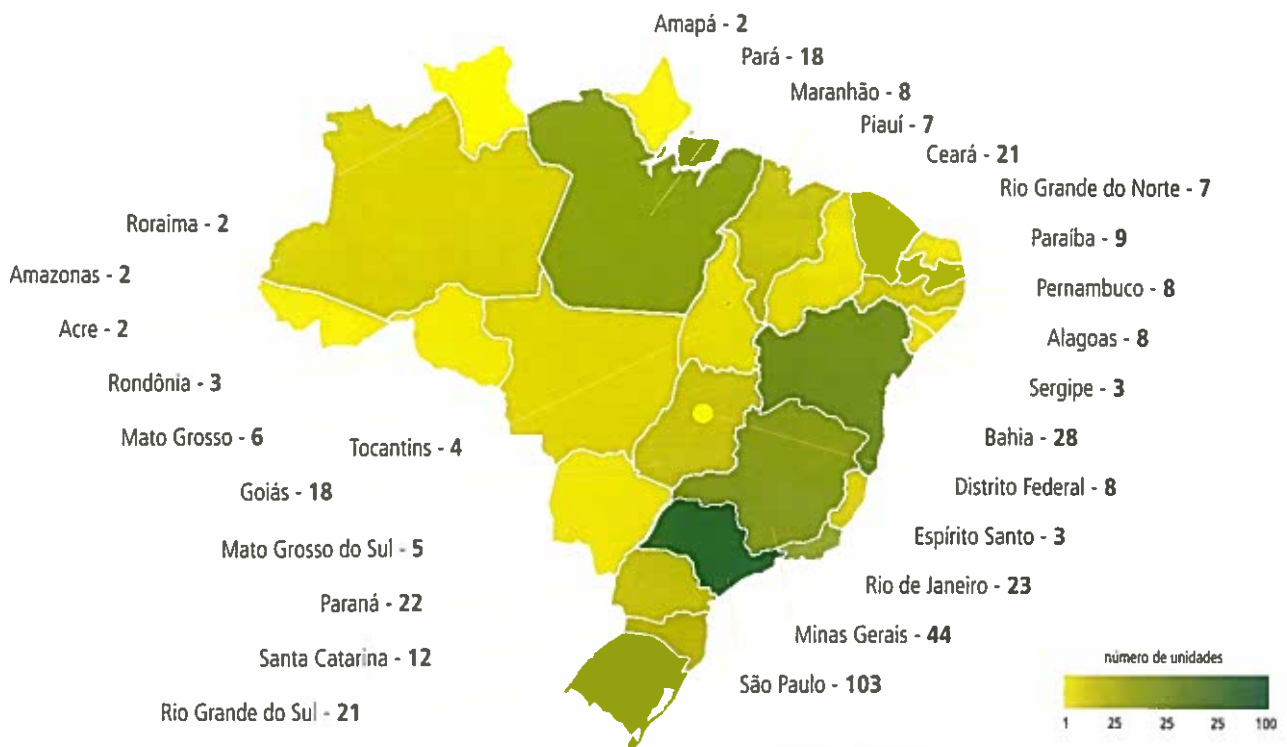 Amapá - 2
Pará - 18
Maranhão - 8
Piauí - 7
Ceará - 21
Rio Grande do Norte - 7
Paraíba - 9
Pernambuco - 8
Alagoas - 8
Sergipe - 3
Bahia - 28
Distrito Federal - 8
Espírito Santo - 3
Rio de Janeiro - 23
Minas Gerais - 44
São Paulo - 103
Roraima - 2
Amazonas - 2
Acre - 2
Rondônia - 3
Mato Grosso - 6
Tocantins - 4
Goiás - 18
Mato Grosso do Sul - 5
Paraná - 22
Santa Catarina - 12
Rio Grande do Sul - 21
número de unidades
1 25 25 25 100